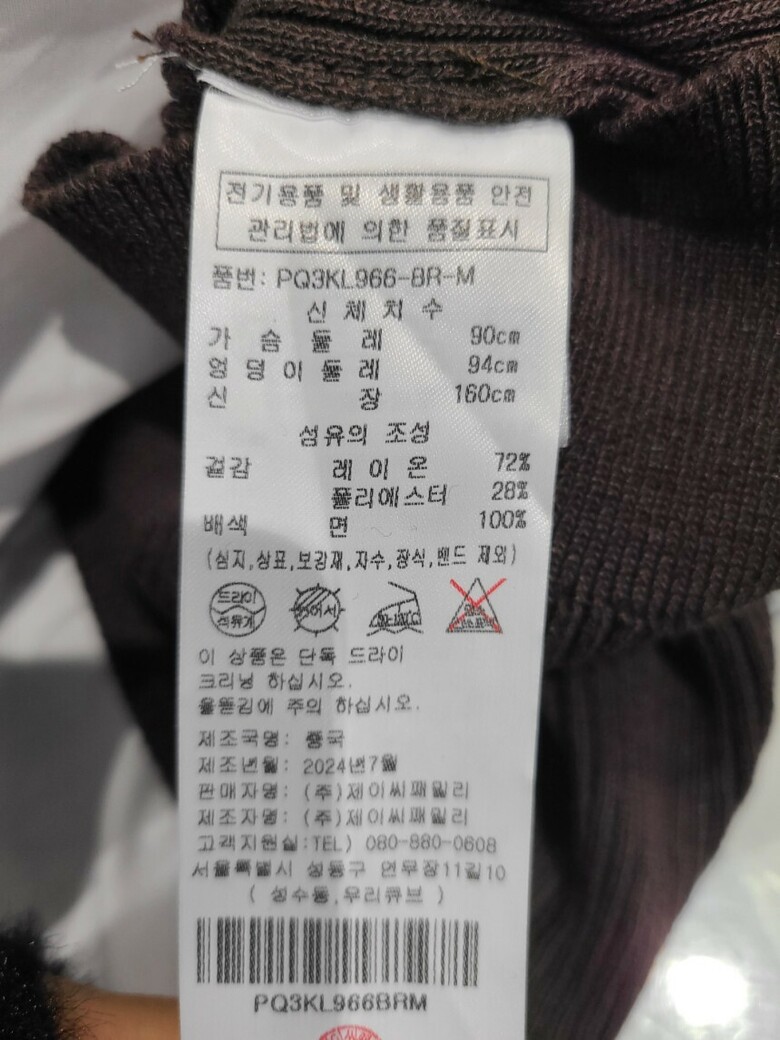 전기용품 및 생활용품 안전
관리법에 의한 품질표시
품번: PQ3KL966-BR-M
신 체 치 수
가 슴 둘 레 90cm
엉 덩 이 둘 레 94cm
신 장 160cm
섬유의 조성
겉감 레 이 온 72%
폴리에스터 28%
배색 면 100%
(심지,상표,보강재,자수,장식,밴드 제외)
드라이
석유계
뉘어서
이 상품은 단독 드라이
크리닝 하십시오.
올뜯김에 주의 하십시오.
제조국명: 중국
제조년월: 2024년7월
판매자명: (주)제이씨패밀리
제조자명: (주)제이씨패밀리
고객지원실:TEL) 080-880-0608
서울특별시 성동구 연무장11길10
( 성수동,우리큐브 )
PQ3KL966BRM